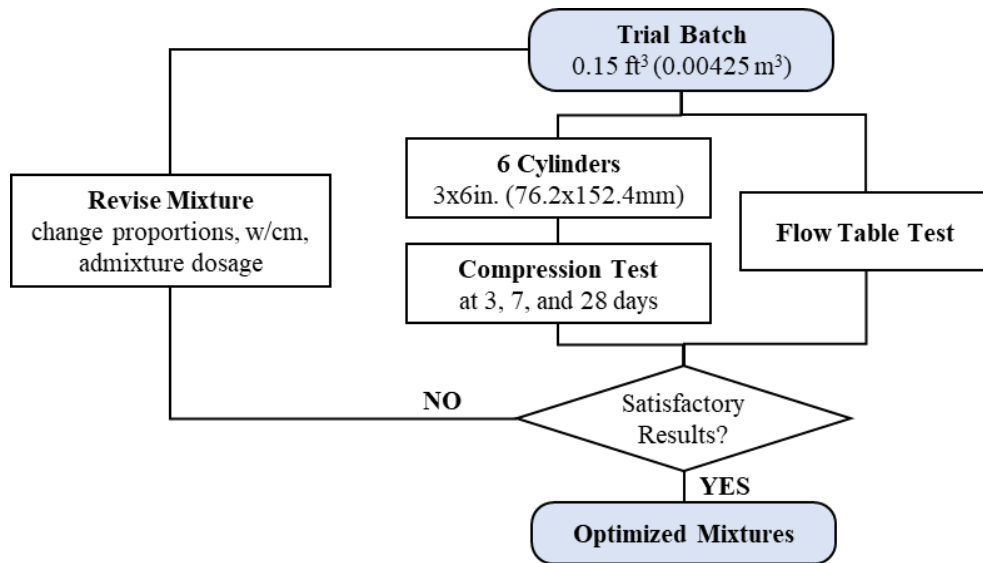 Trial Batch
0.15 ft³ (0.00425 m³)
6 Cylinders
3x6in. (76.2x152.4mm)
Revise Mixture
change proportions, w/cm,
admixture dosage
Flow Table Test
Compression Test
at 3, 7, and 28 days
NO
Satisfactory
Results?
YES
Optimized Mixtures